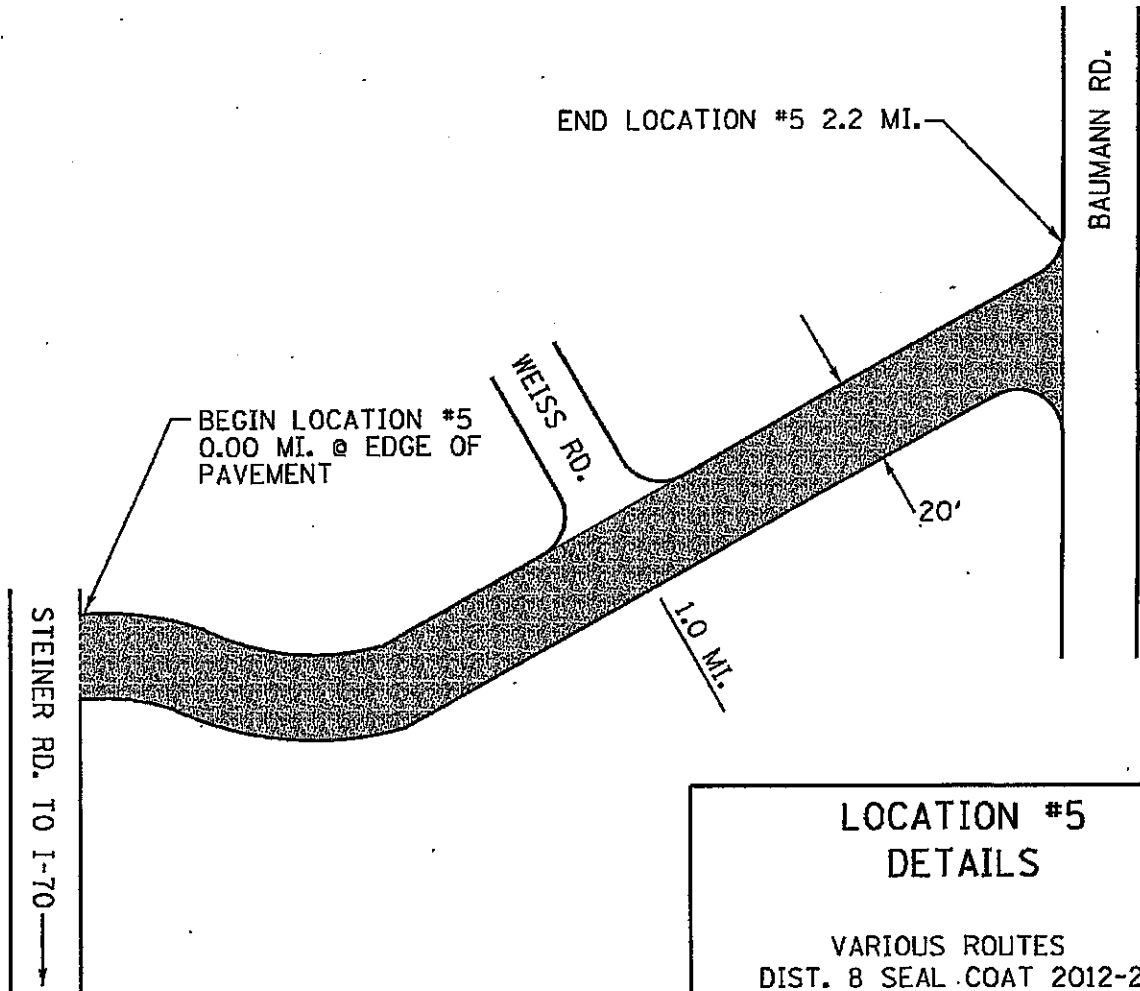 BAUMANN RD.
END LOCATION #5 2.2 MI.
WEISS RD.
BEGIN LOCATION #5
0.00 MI. @ EDGE OF
PAVEMENT
20'
1.0 MI.
STEINER RD. TO I-70
LOCATION #5
DETAILS
VARIOUS ROUTES
DIST. 8 SEAL COAT 2012-2